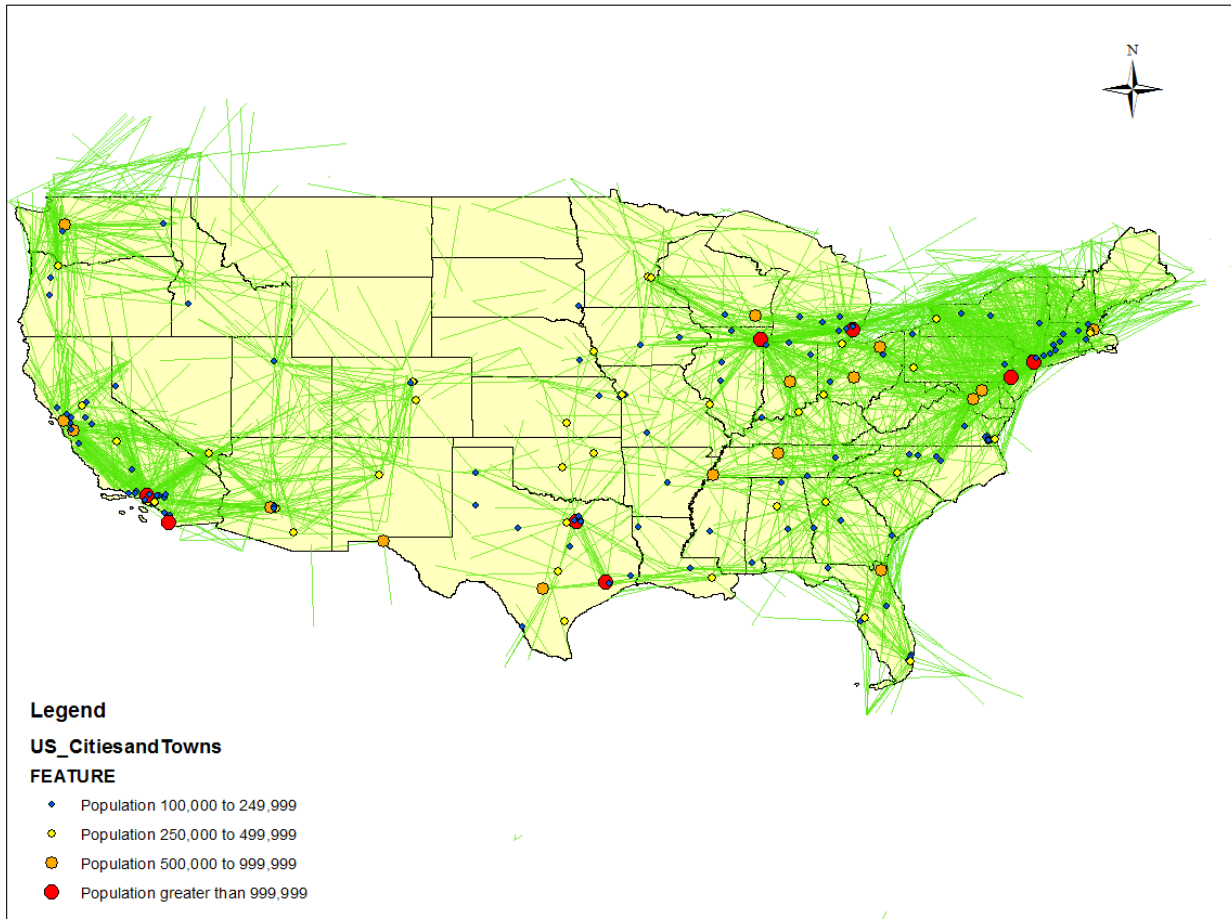 N
Legend
US_CitiesandTowns
FEATURE
Population 100,000 to 249,999
Population 250,000 to 499,999
Population 500,000 to 999,999
Population greater than 999,999